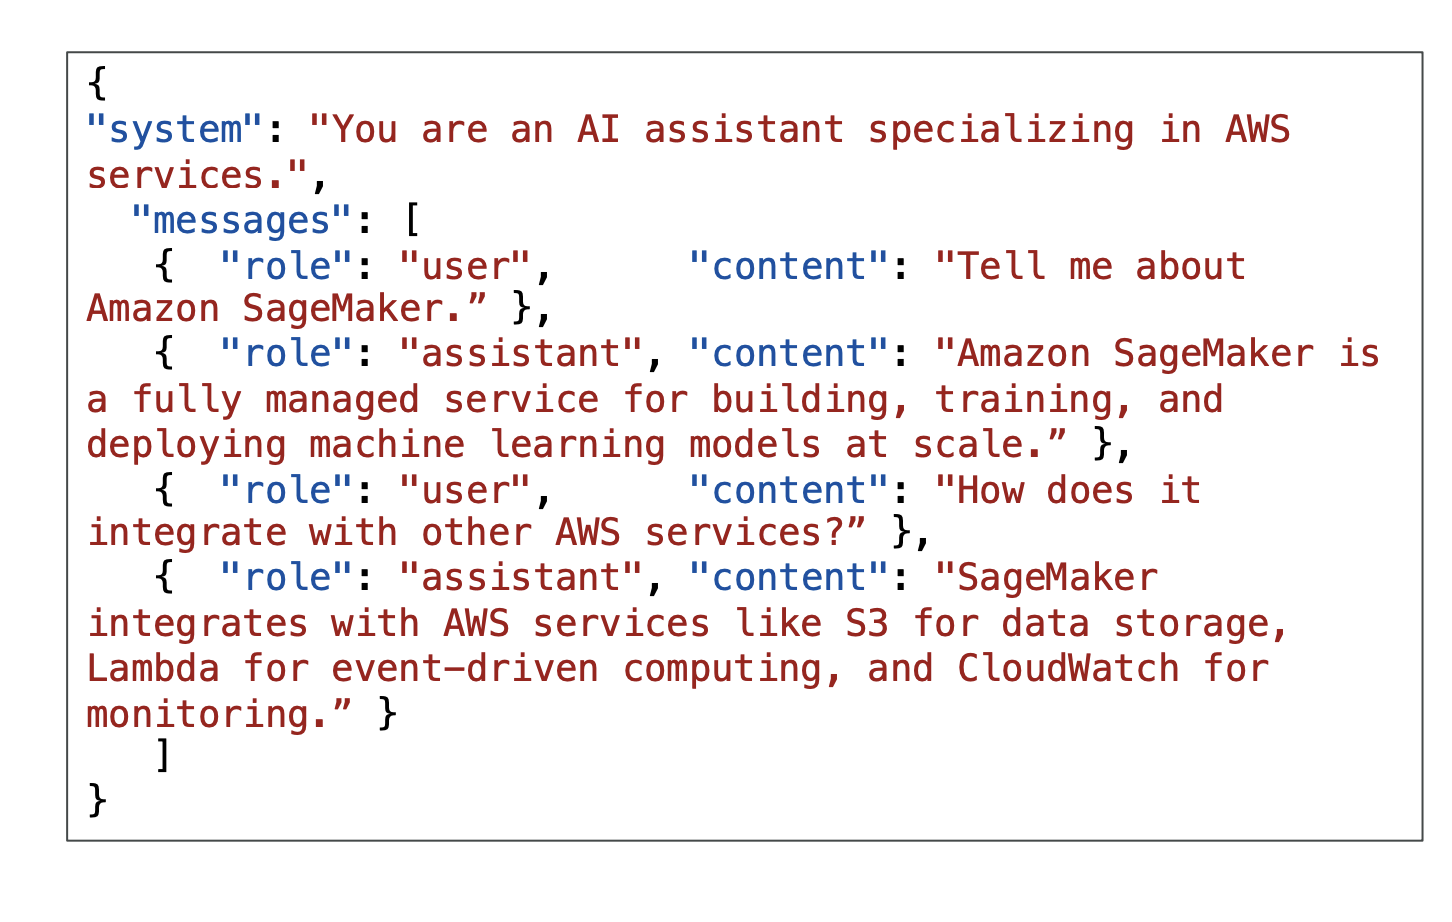 {
"system": "You are an AI assistant specializing in AWS
services.",
"messages": [
{ "role": "user", "content": "Tell me about
Amazon SageMaker.” },
{ "role": "assistant", "content": "Amazon SageMaker is
a fully managed service for building, training, and
deploying machine learning models at scale.” },
{ "role": "user", "content": "How does it
integrate with other AWS services?” },
{ "role": "assistant", "content": "SageMaker
integrates with AWS services like S3 for data storage,
Lambda for event–driven computing, and CloudWatch for
monitoring.” }
]
}